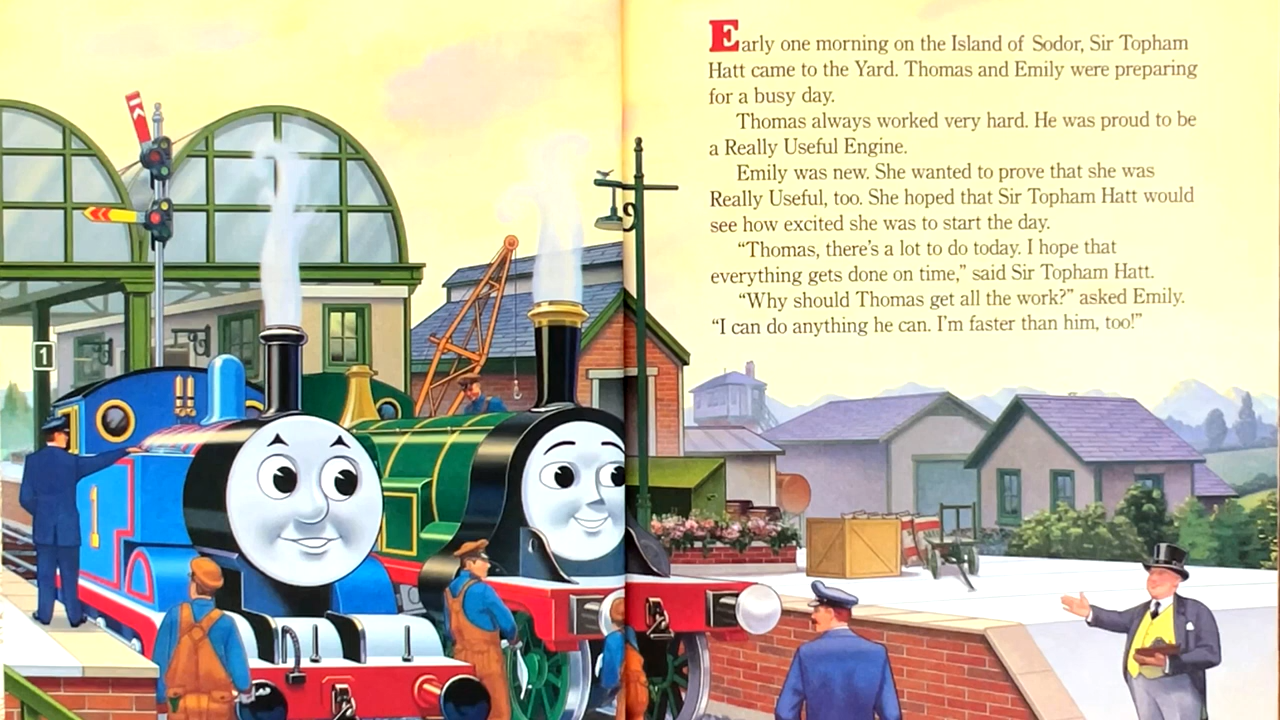 Early one morning on the Island of Sodor, Sir Topham
Hatt came to the Yard. Thomas and Emily were preparing
for a busy day.
Thomas always worked very hard. He was proud to be
a Really Useful Engine.
Emily was new. She wanted to prove that she was
Really Useful, too. She hoped that Sir Topham Hatt would
see how excited she was to start the day.
“Thomas, there’s a lot to do today. I hope that
everything gets done on time,” said Sir Topham Hatt.
“Why should Thomas get all the work?” asked Emily.
“I can do anything he can. I'm faster than him, too!”
1
1